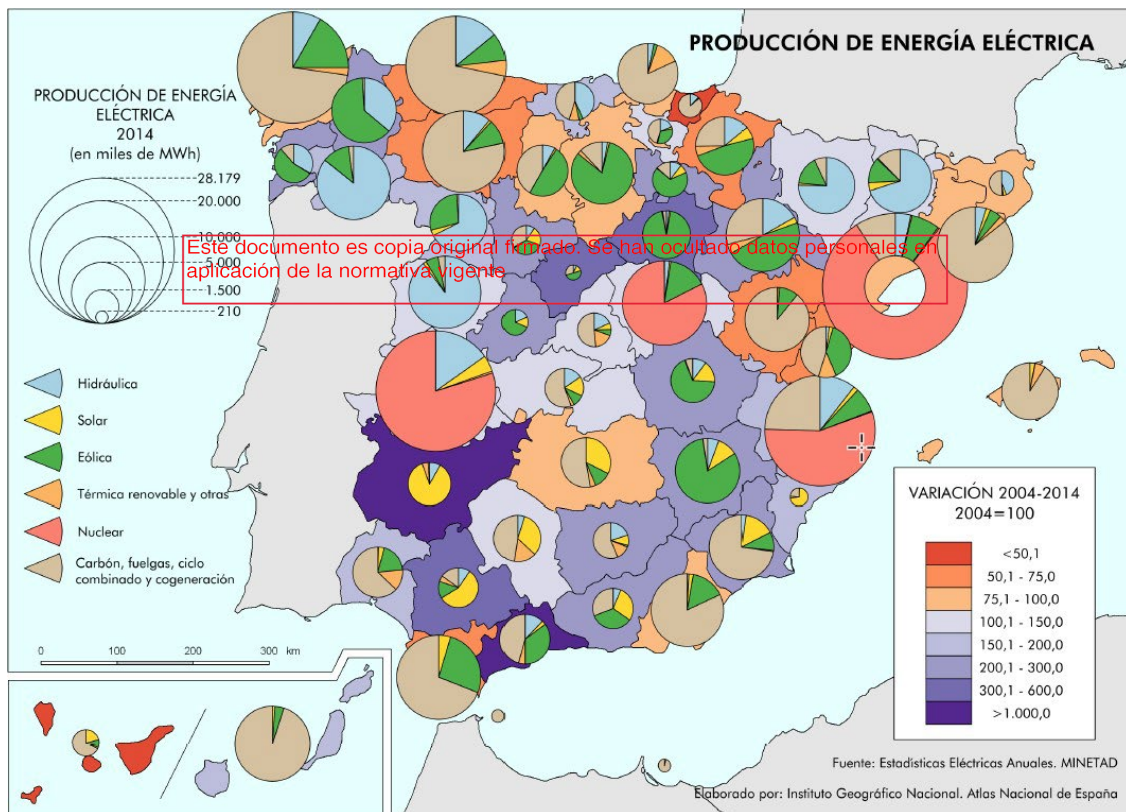 PRODUCCIÓN DE ENERGÍA ELÉCTRICA
PRODUCCIÓN DE ENERGÍA
ELÉCTRICA
2014
(en miles de MWh)
28.179
20.000
10.000
5.000
1.500
210
Este documento es copia original firmado. Se han ocultado datos personales en
aplicación de la normativa vigente
Hidráulica
Solar
Eólica
Térmica renovable y otras
Nuclear
Carbón, fuelgas, ciclo
combinado y cogeneración
0 100 200 300 km
VARIACIÓN 2004-2014
2004=100
<50,1
50,1 - 75,0
75,1 - 100,0
100,1 - 150,0
150,1 - 200,0
200,1 - 300,0
300,1 - 600,0
>1.000,0
Fuente: Estadísticas Eléctricas Anuales. MINETAD
Elaborado por: Instituto Geográfico Nacional. Atlas Nacional de España